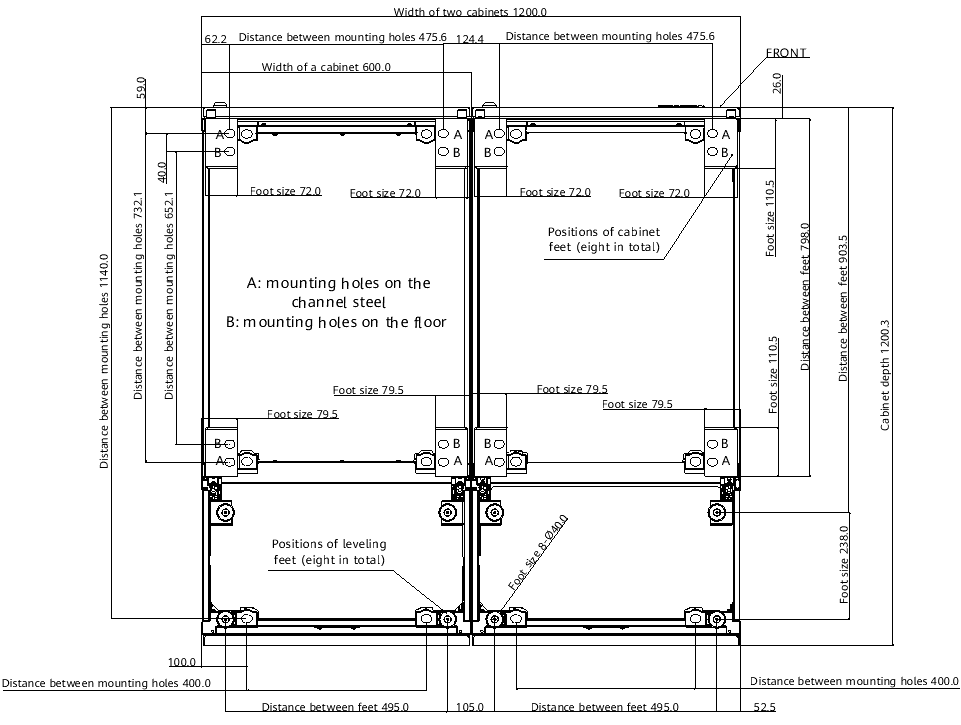 Width of two cabinets 1200.0
62.2
Distance between mounting holes 475.6
124.4
Distance between mounting holes 475.6
Width of a cabinet 600.0
FRONT
59.0
26.0
A
A
A
A
B
B
B
B
40.0
Foot size 72.0
Foot size 72.0
Foot size 72.0
Foot size 72.0
Foot size 110.5
Distance between mounting holes 1140.0
Distance between mounting holes 732.1
Distance between mounting holes 652.1
Positions of cabinet
feet (eight in total)
A: mounting holes on the
channel steel
B: mounting holes on the floor
Distance between feet 798.0
Distance between feet 903.5
Cabinet depth 1200.3
Foot size 110.5
Foot size 79.5
Foot size 79.5
Foot size 79.5
Foot size 79.5
B
B
B
B
A
A
A
A
Positions of leveling
feet (eight in total)
Foot size 8-Ø40.0
Foot size 238.0
100.0
Distance between mounting holes 400.0
Distance between mounting holes 400.0
Distance between feet 495.0
105.0
Distance between feet 495.0
52.5